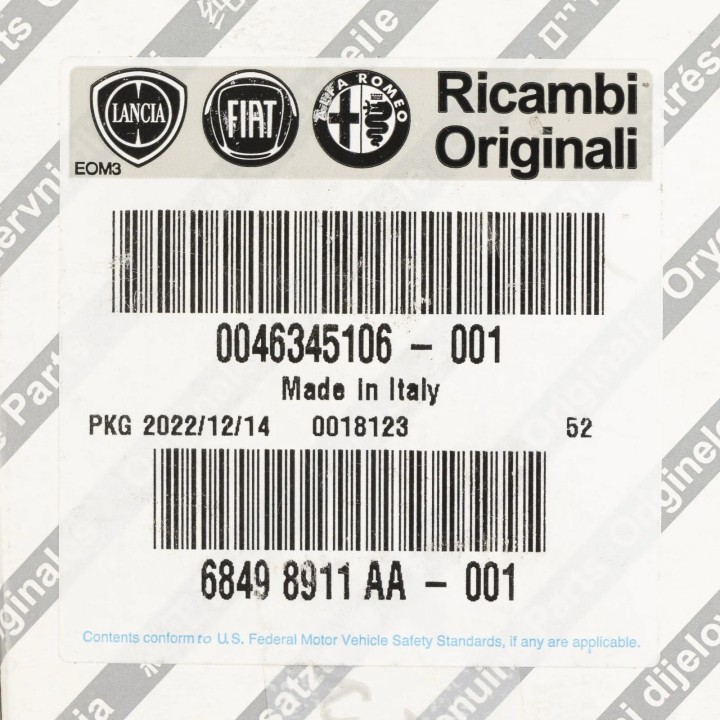 LANCIA
FIAT
ALFA ROMEO
Ricambi
Originali
EOM3
0046345106 - 001
Made in Italy
PKG 2022/12/14 0018123 52
6849 8911 AA - 001
Contents conform to U.S. Federal Motor Vehicle Safety Standards, if any are applicable.